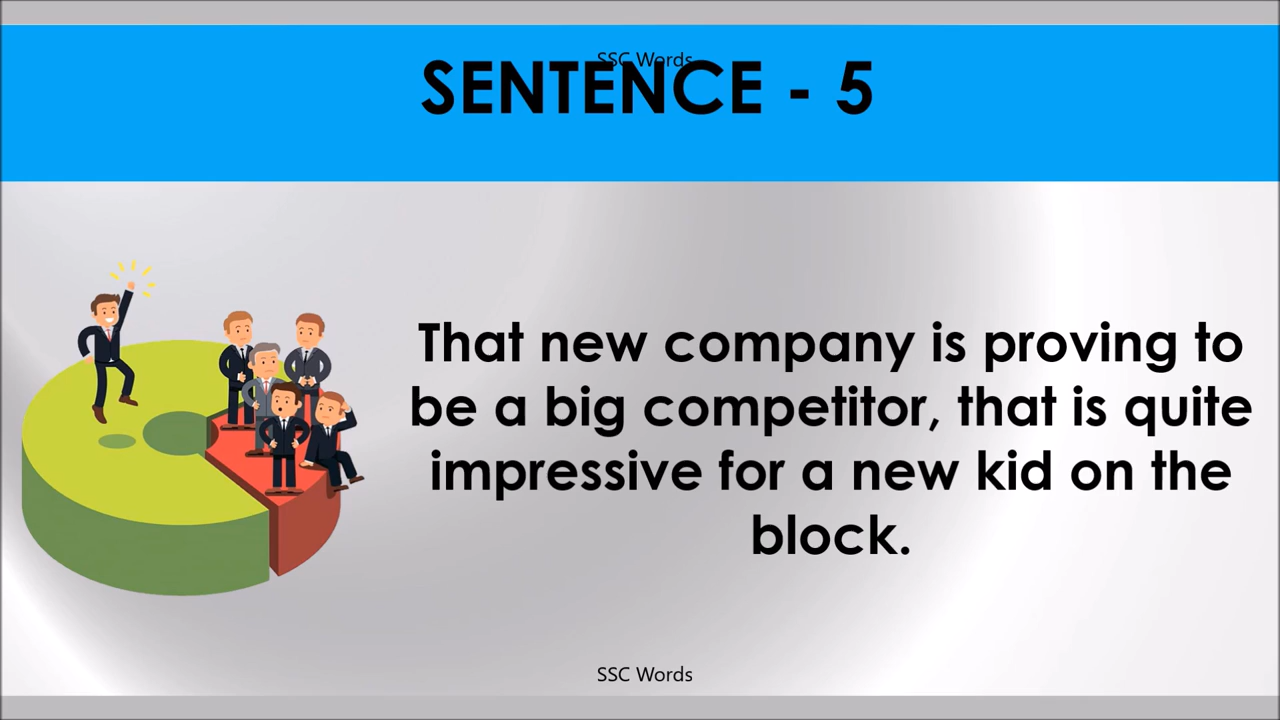 SSC Words
SENTENCE - 5
That new company is proving to
be a big competitor, that is quite
impressive for a new kid on the
block.
SSC Words